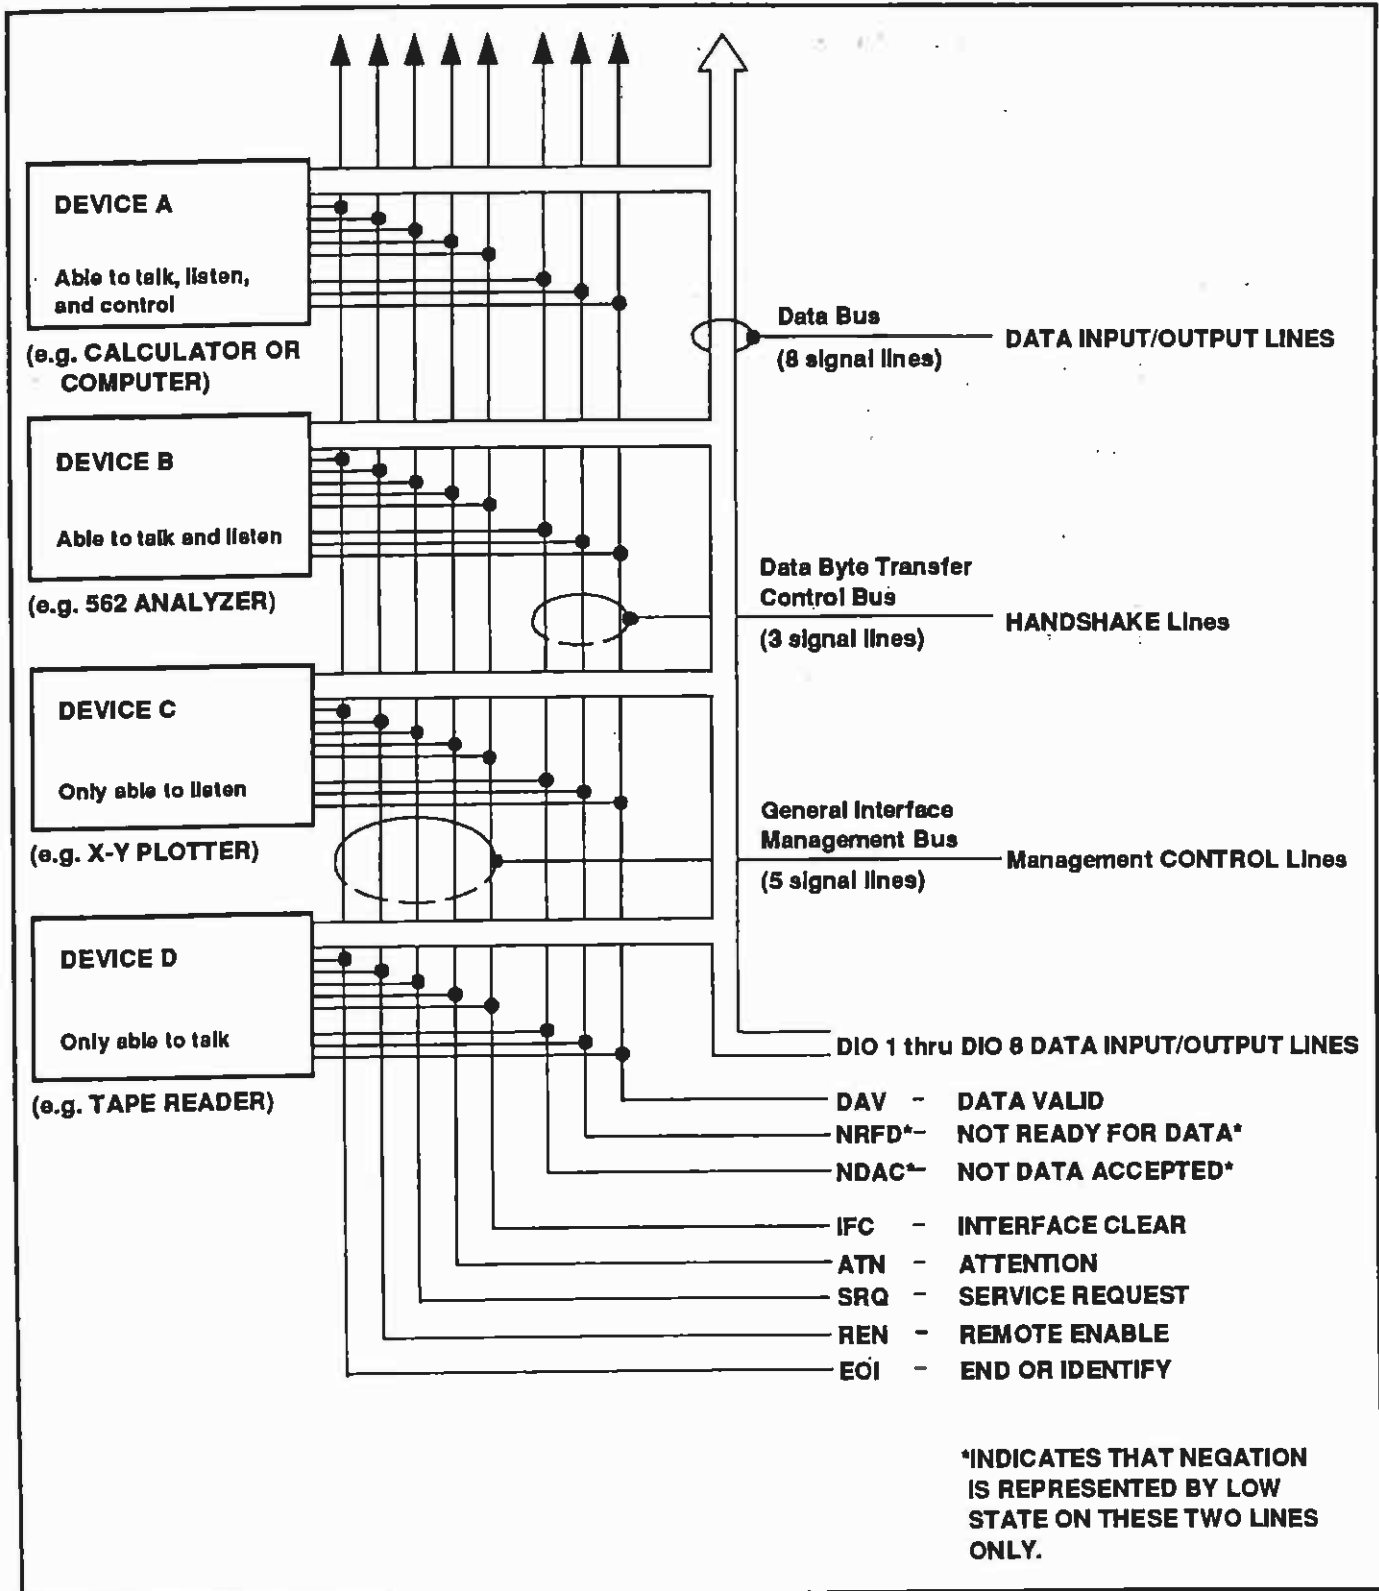 DEVICE A
Able to talk, listen,
and control
(e.g. CALCULATOR OR
COMPUTER)
Data Bus
(8 signal lines)
DATA INPUT/OUTPUT LINES
DEVICE B
Able to talk and listen
(e.g. 562 ANALYZER)
Data Byte Transfer
Control Bus
(3 signal lines)
HANDSHAKE Lines
DEVICE C
Only able to listen
(e.g. X-Y PLOTTER)
General Interface
Management Bus
(5 signal lines)
Management CONTROL Lines
DEVICE D
Only able to talk
(e.g. TAPE READER)
DIO 1 thru DIO 8 DATA INPUT/OUTPUT LINES
DAV - DATA VALID
NRFD*- NOT READY FOR DATA*
NDAC*- NOT DATA ACCEPTED*
IFC - INTERFACE CLEAR
ATN - ATTENTION
SRQ - SERVICE REQUEST
REN - REMOTE ENABLE
EOI - END OR IDENTIFY
*INDICATES THAT NEGATION
IS REPRESENTED BY LOW
STATE ON THESE TWO LINES
ONLY.